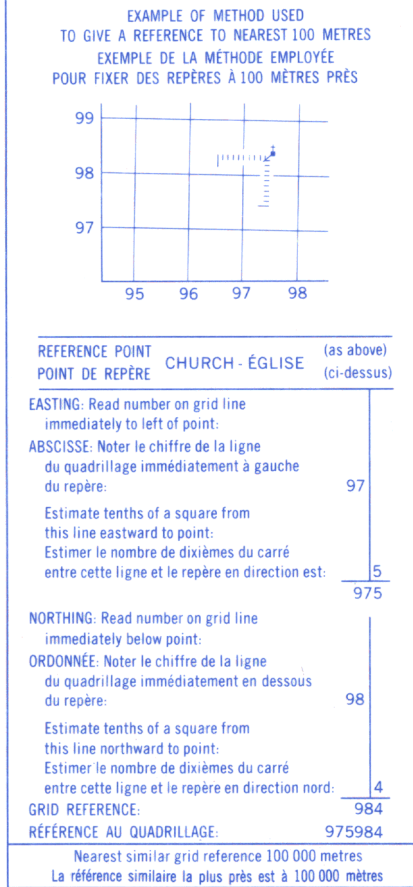 EXAMPLE OF METHOD USED
TO GIVE A REFERENCE TO NEAREST 100 METRES
EXEMPLE DE LA MÉTHODE EMPLOYÉE
POUR FIXER DES REPÈRES À 100 MÈTRES PRÈS
99
98
97
95 96 97 98
REFERENCE POINT
POINT DE REPÈRE
CHURCH - ÉGLISE
(as above)
(ci-dessus)
EASTING: Read number on grid line
immediately to left of point:
ABSCISSE: Noter le chiffre de la ligne
du quadrillage immédiatement à gauche
du repère: 97
Estimate tenths of a square from
this line eastward to point:
Estimer le nombre de dixièmes du carré
entre cette ligne et le repère en direction est: 5
975
NORTHING: Read number on grid line
immediately below point:
ORDONNÉE: Noter le chiffre de la ligne
du quadrillage immédiatement en dessous
du repère: 98
Estimate tenths of a square from
this line northward to point:
Estimer le nombre de dixièmes du carré
entre cette ligne et le repère en direction nord: 4
GRID REFERENCE: 984
RÉFÉRENCE AU QUADRILLAGE: 975984
Nearest similar grid reference 100 000 metres
La référence similaire la plus près est à 100 000 mètres